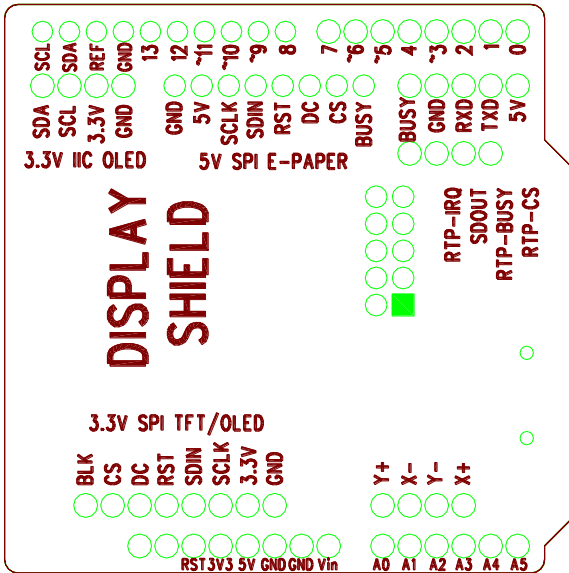 SCL SDA REF GND 13 12 ~11 ~10 ~9 8 7 ~6 ~5 4 ~3 2 1 0
SDA SCL 3.3V GND GND 5V SCLK SDIN RST DC CS BUSY BUSY GND RXD TXD 5V
3.3V IIC OLED 5V SPI E-PAPER
RTP-IRQ SDOUT RTP-BUSY RTP-CS
DISPLAY
SHIELD
3.3V SPI TFT/OLED
BLK CS DC RST SDIN SCLK 3.3V GND Y+ X- Y- X+
RST 3V3 5V GND GND Vin A0 A1 A2 A3 A4 A5